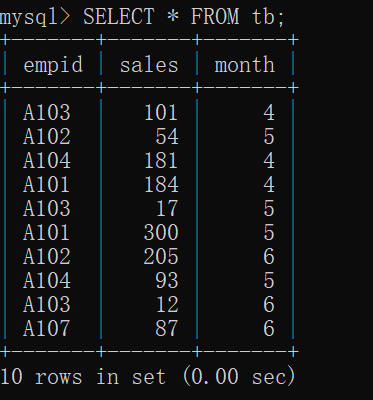 mysql> SELECT * FROM tb;
+-------+-------+-------+
| empid | sales | month |
+-------+-------+-------+
| A103  |   101 |     4 |
| A102  |    54 |     5 |
| A104  |   181 |     4 |
| A101  |   184 |     4 |
| A103  |    17 |     5 |
| A101  |   300 |     5 |
| A102  |   205 |     6 |
| A104  |    93 |     5 |
| A103  |    12 |     6 |
| A107  |    87 |     6 |
+-------+-------+-------+
10 rows in set (0.00 sec)